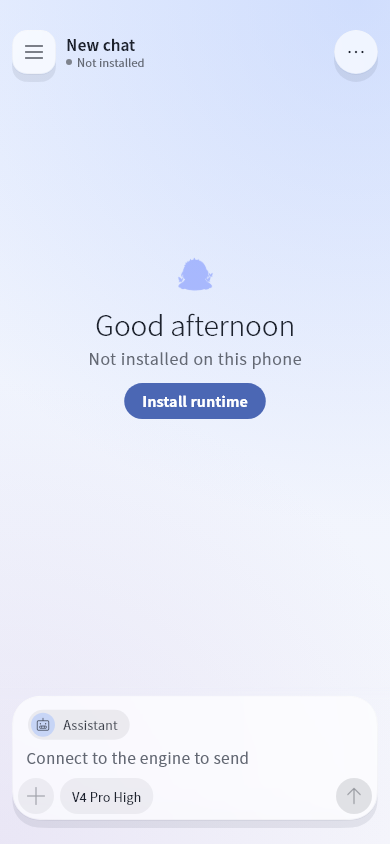 New chat
Not installed
Good afternoon
Not installed on this phone
Install runtime
Assistant
Connect to the engine to send
V4 Pro High